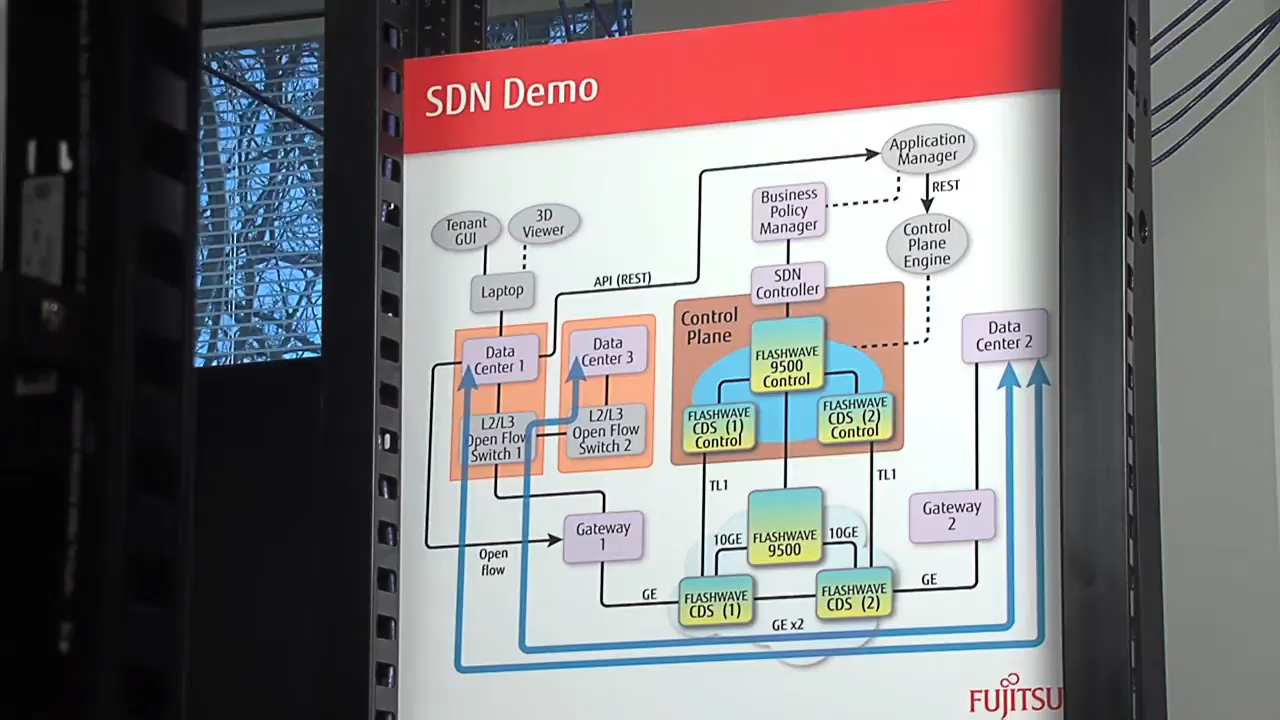 SDN Demo
Application
Manager
REST
Business
Policy
Manager
Tenant
GUI
3D
Viewer
Control
Plane
Engine
Laptop
API (REST)
SDN
Controller
Control
Plane
Data
Center 1
Data
Center 3
FLASHWAVE
9500
Control
Data
Center 2
L2/L3
Open Flow
Switch 1
L2/L3
Open Flow
Switch 2
FLASHWAVE
CDS (1)
Control
FLASHWAVE
CDS (2)
Control
TL1
TL1
Gateway
1
Open
flow
10GE
FLASHWAVE
9500
10GE
Gateway
2
GE
FLASHWAVE
CDS (1)
FLASHWAVE
CDS (2)
GE
GE x2
FUJITSU